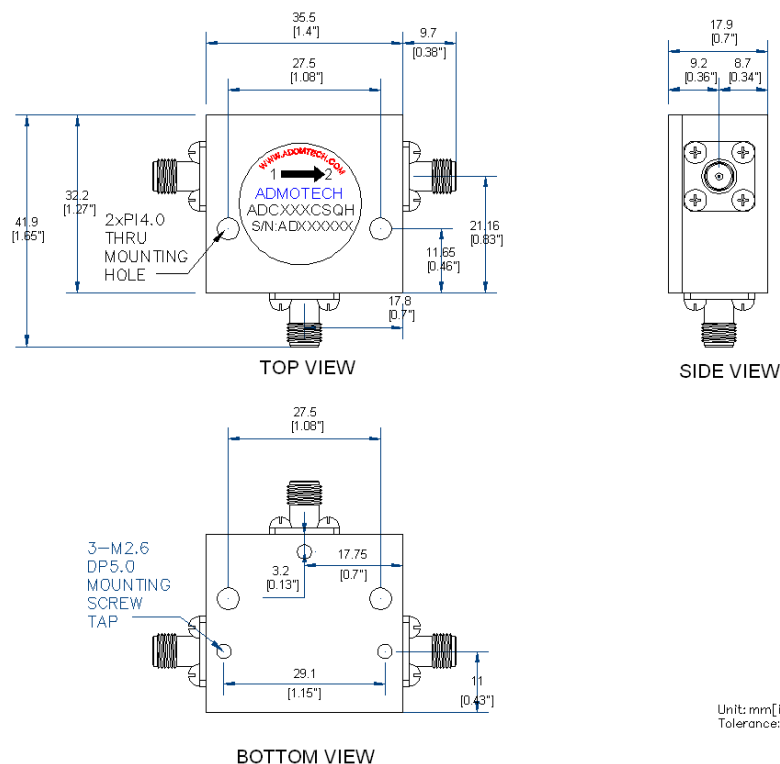 35.5
[1.4"]
9.7
[0.38"]
27.5
[1.08"]
17.9
[0.7"]
9.2
[0.36"]
8.7
[0.34"]
41.9
[1.65"]
32.2
[1.27"]
WWW.ADOMTECH.COM
1 2
ADMOTECH
ADCXXXCSQH
S/N:ADXXXXXX
2xPI4.0
THRU
MOUNTING
HOLE
21.16
[0.83"]
11.65
[0.46"]
17.8
[0.7"]
TOP VIEW
SIDE VIEW
27.5
[1.08"]
3-M2.6
DP5.0
MOUNTING
SCREW
TAP
17.75
[0.7"]
3.2
[0.13"]
29.1
[1.15"]
11
[0.43"]
Unit: mm[i
Tolerance:
BOTTOM VIEW